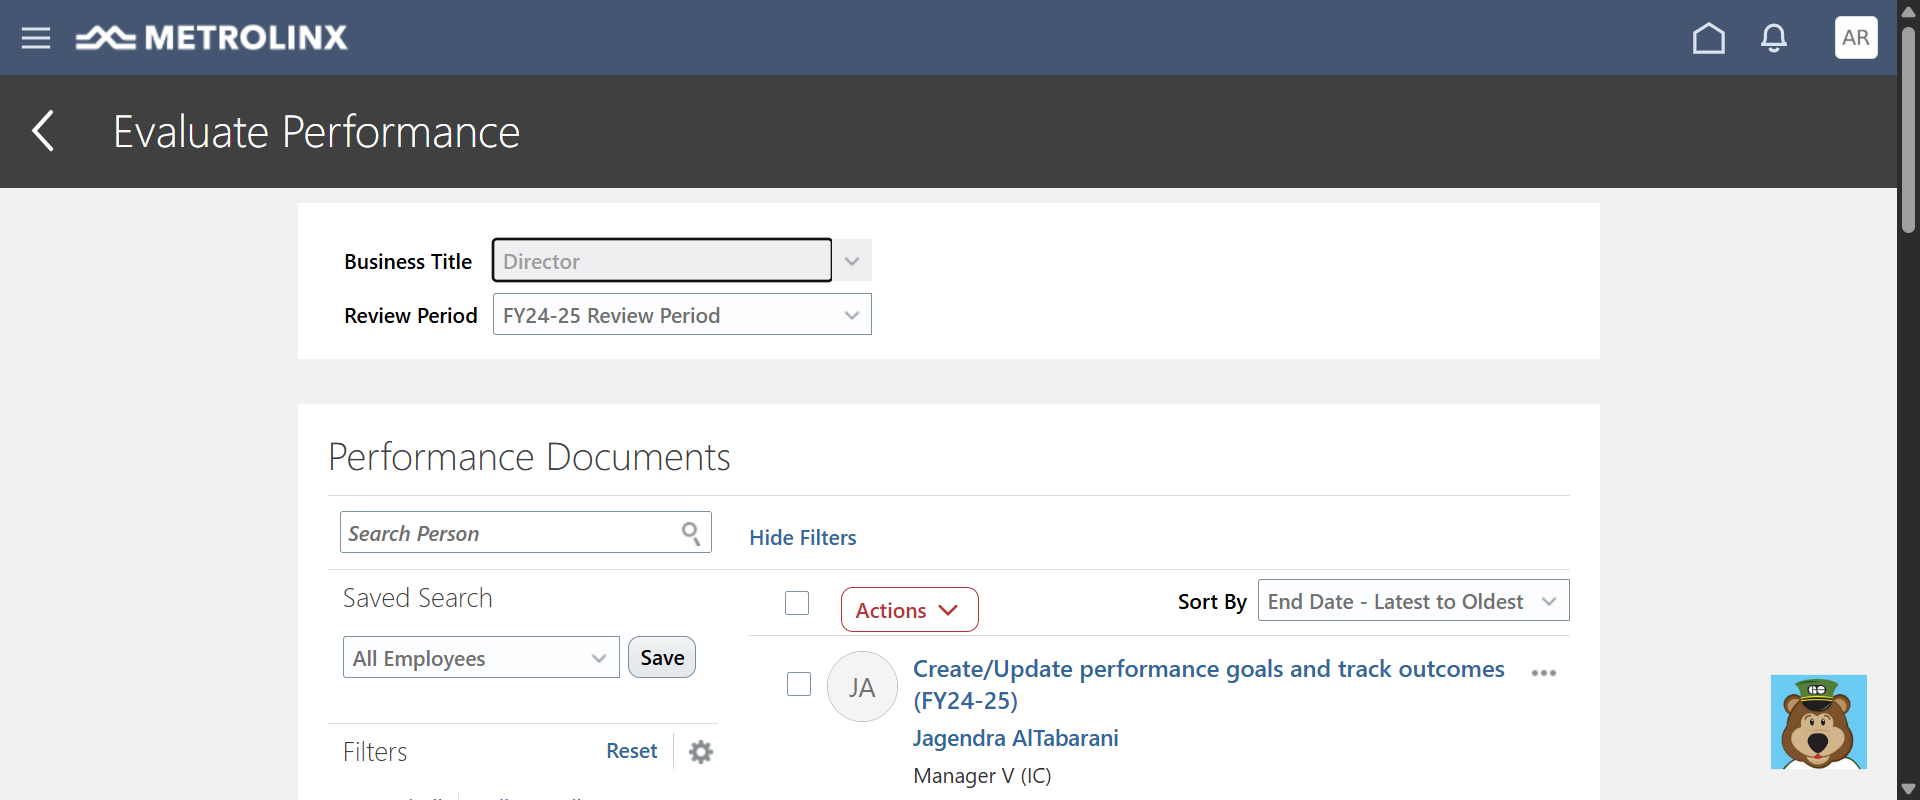 METROLINX
AR
Evaluate Performance
Business Title
Director
Review Period
FY24-25 Review Period
Performance Documents
Search Person
Hide Filters
Saved Search
Actions
Sort By
End Date - Latest to Oldest
All Employees
Save
JA
Create/Update performance goals and track outcomes
(FY24-25)
Jagendra AlTabarani
Manager V (IC)
Filters
Reset